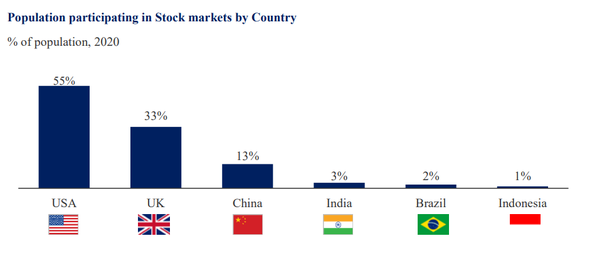 Population participating in Stock markets by Country
% of population, 2020
55%
33%
13%
3%
2%
1%
USA
UK
China
India
Brazil
Indonesia